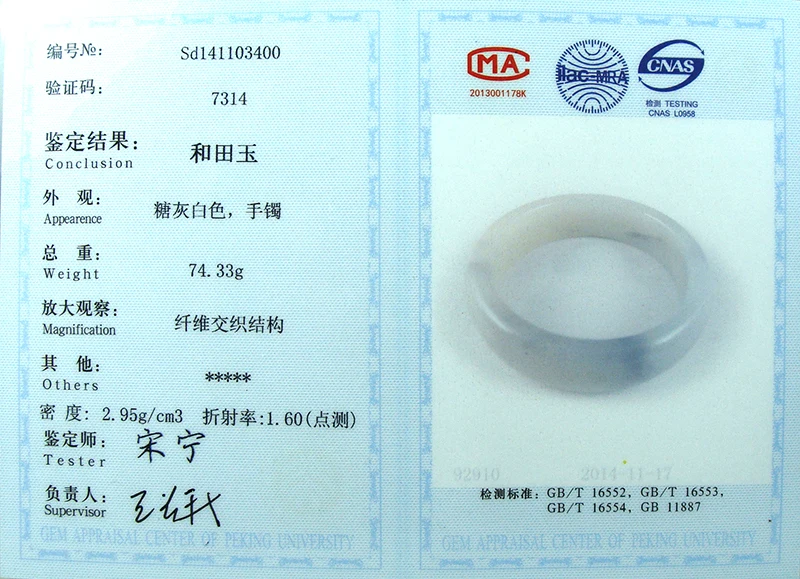 编号№: Sd141103400
验证码: 7314
鉴定结果: 和田玉
Conclusion
外 观: 糖灰白色, 手镯
Appearence
总 重: 74.33g
Weight
放大观察: 纤维交织结构
Magnification
其 他: *****
Others
密 度: 2.95g/cm3 折射率:1.60(点测)
鉴定师: 宋宁
Tester
负责人:
Supervisor
GEM APPRAISAL CENTER OF PEKING UNIVERSITY
MA
2013001178K
ilac-MRA
CNAS
检测 TESTING
CNAS L0958
92910 2014-11-17
检测标准: GB/T 16552, GB/T 16553,
GB/T 16554, GB 11887
GEM APPRAISAL CENTER OF PEKING UNIVERSITY